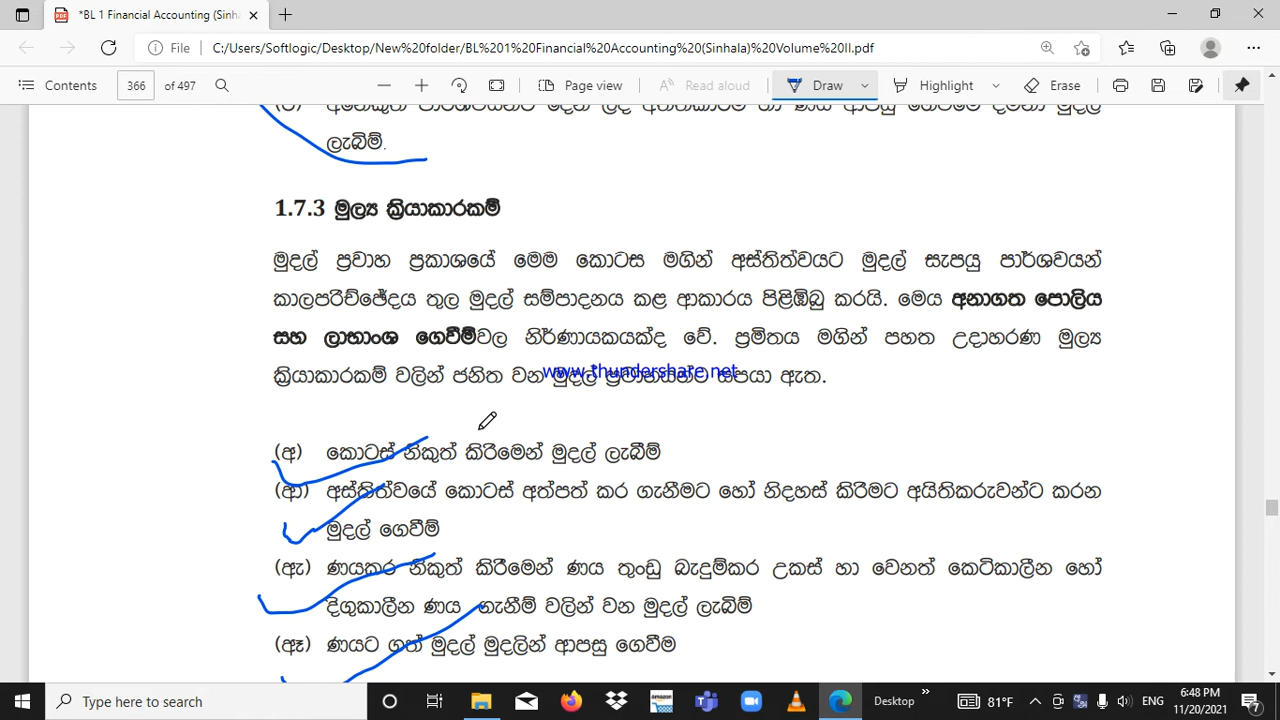 *BL 1 Financial Accounting (Sinh
File
C:/Users/Softlogic/Desktop/New%20folder/BL%201%20Financial%20Accounting%20(Sinhala)%20Volume%20II.pdf
Contents
366 of 497
Page view
Read aloud
Draw
Highlight
Erase
ලැබීම්.
1.7.3 මුල්‍ය ක්‍රියාකාරකම්
මුදල් ප්‍රවාහ ප්‍රකාශයේ මෙම කොටස මගින් අස්තිත්වයට මුදල් සැපයු පාර්ශවයන්
කාලපරිච්ඡේදය තුල මුදල් සම්පාදනය කළ ආකාරය පිළිඹිබු කරයි. මෙය අනාගත පොලිය
සහ ලාභාංශ ගෙවීම්වල නිර්ණායකයක්ද වේ. ප්‍රමිතය මගින් පහත උදාහරණ මුල්‍ය
ක්‍රියාකාරකම් වලින් ජනිත වන මුදල් සපයා ඇත.
www.thundershare.net
(අ) කොටස් නිකුත් කිරීමෙන් මුදල් ලැබීම්
(ආ) අස්තිත්වයේ කොටස් අත්පත් කර ගැනීමට හෝ නිදහස් කිරීමට අයිතිකරුවන්ට කරන
මුදල් ගෙවීම්
(ඇ) ණයකර නිකුත් කිරීමෙන් ණය තුංඩු බැඳුම්කර උකස් හා වෙනත් කෙටිකාලීන හෝ
දිගුකාලීන ණය ගැනීම් වලින් වන මුදල් ලැබීම්
(ඈ) ණයට ගත් මුදල් මුදලින් ආපසු ගෙවීම
Type here to search
Desktop
81°F
ENG
6:48 PM
11/20/2021
7